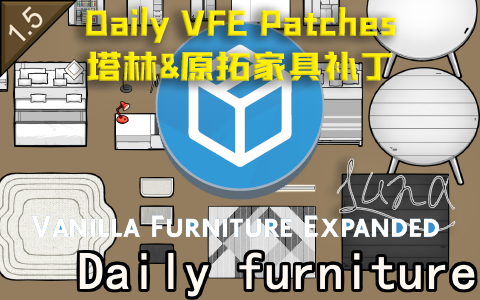 1.5
Daily VFE Patches
塔林&原拓家具补丁
Luna
VANILLA FURNITURE EXPANDED
Daily furniture